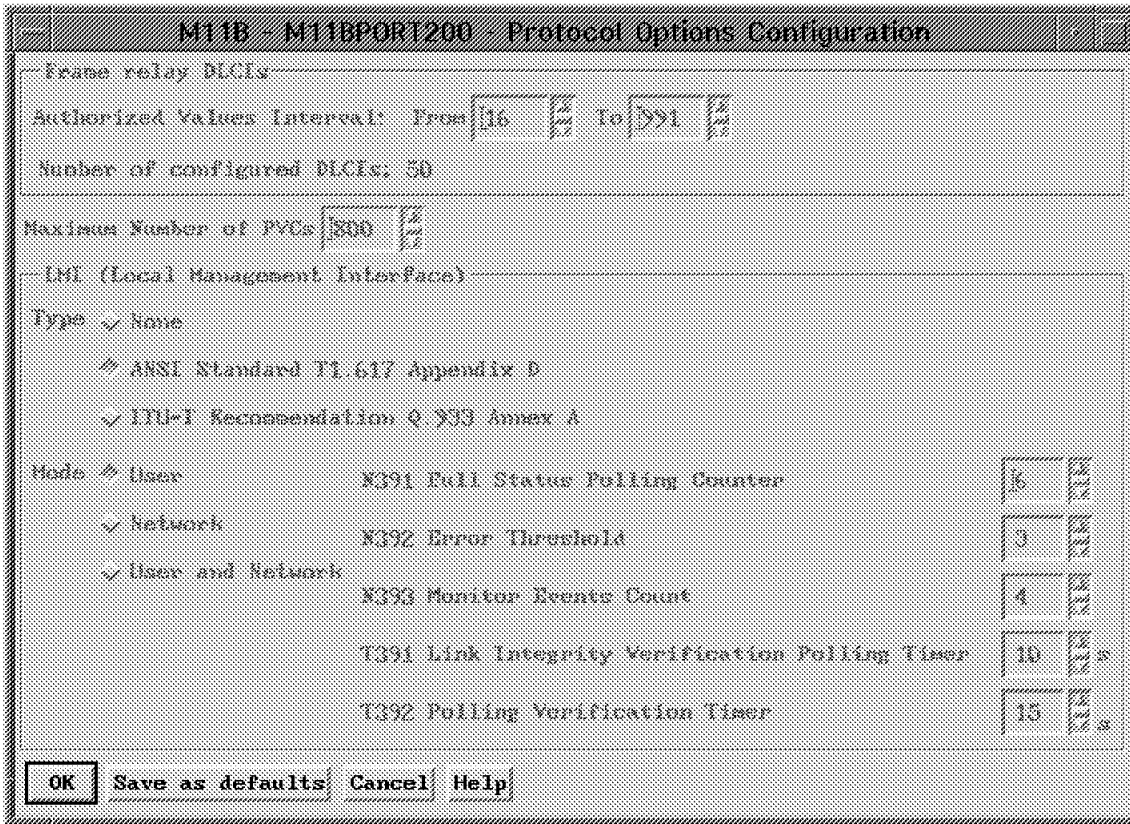 M11B - M11BPORT200 - Protocol Options Configuration
Frame relay DLCIs
Authorized Values Interval: From 16 To 991
Number of configured DLCIs: 50
Maximum Number of PVCs 800
LMI (Local Management Interface)
Type None
ANSI Standard T1.617 Appendix D
ITU-T Recommendation Q.933 Annex A
Mode User
Network
User and Network
N391 Full Status Polling Counter 6
N392 Error Threshold 3
N393 Monitor Events Count 4
T391 Link Integrity Verification Polling Timer 10 s
T392 Polling Verification Timer 15 s
OK Save as defaults Cancel Help